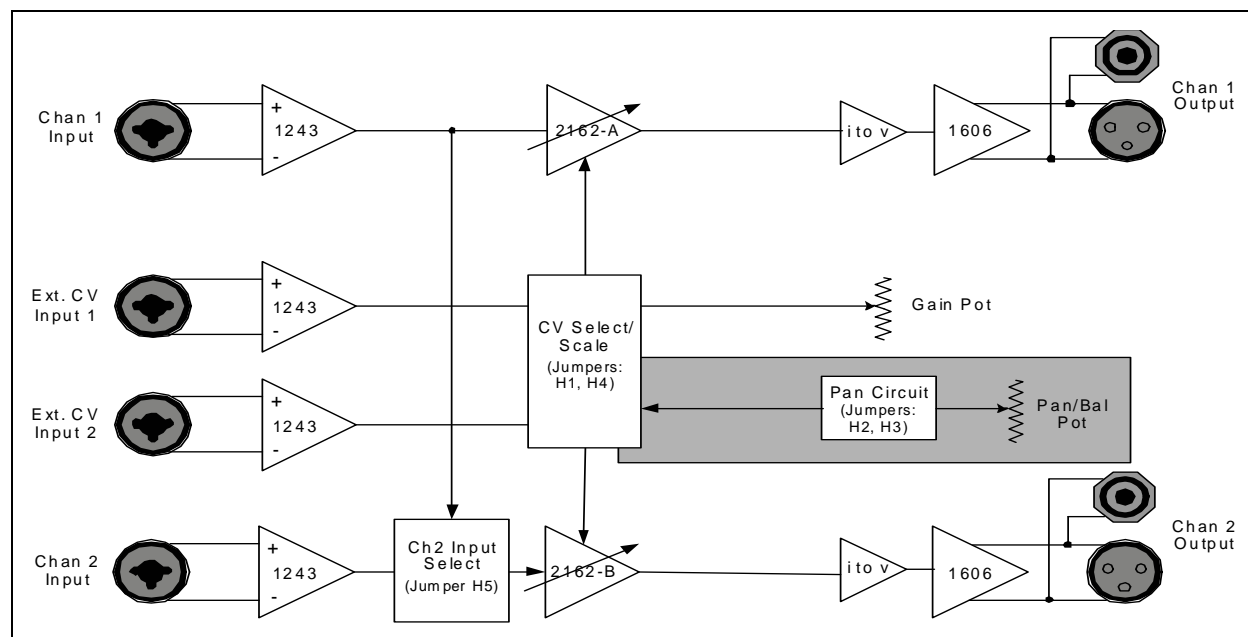 Chan 1
Input
+
1243
-
2162-A
i to v
1606
Chan 1
Output
Ext. CV
Input 1
+
1243
-
CV Select/
Scale
(Jumpers:
H1, H4)
Gain Pot
Ext. CV
Input 2
+
1243
-
Pan Circuit
(Jumpers:
H2, H3)
Pan/Bal
Pot
Chan 2
Input
+
1243
-
Ch2 Input
Select
(Jumper H5)
2162-B
i to v
1606
Chan 2
Output